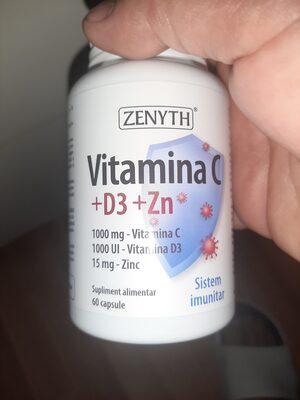 ZENYTH®
Vitamina C
+D3 +Zn
1000 mg - Vitamina C
1000 UI - Vitamina D3
15 mg - Zinc
Supliment alimentar
60 capsule
Sistem
imunitar